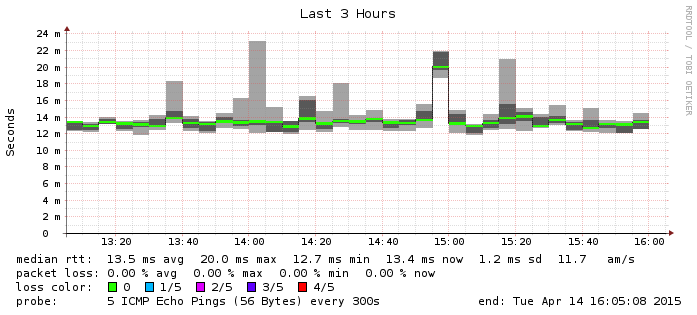 Last 3 Hours
RRDTOOL / TOBI OETIKER
Seconds
24 m
22 m
20 m
18 m
16 m
14 m
12 m
10 m
8 m
6 m
4 m
2 m
0
13:20 13:40 14:00 14:20 14:40 15:00 15:20 15:40 16:00
median rtt: 13.5 ms avg 20.0 ms max 12.7 ms min 13.4 ms now 1.2 ms sd 11.7 am/s
packet loss: 0.00 % avg 0.00 % max 0.00 % min 0.00 % now
loss color: 0 1/5 2/5 3/5 4/5
probe: 5 ICMP Echo Pings (56 Bytes) every 300s end: Tue Apr 14 16:05:08 2015